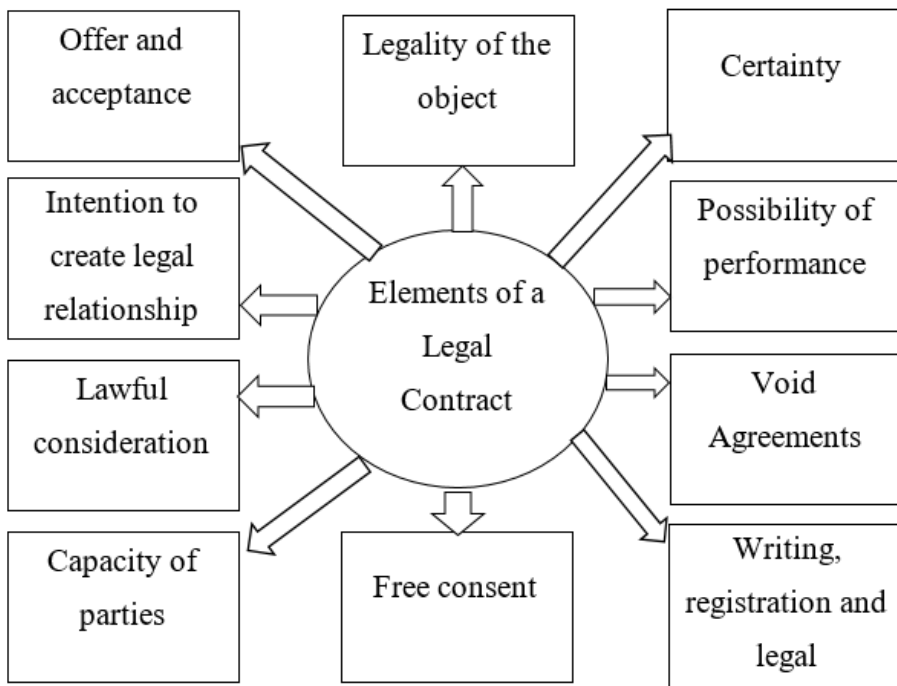 Offer and
acceptance
Legality of the
object
Certainty
Intention to
create legal
relationship
Elements of a
Legal
Contract
Possibility of
performance
Lawful
consideration
Void
Agreements
Capacity of
parties
Free consent
Writing,
registration and
legal